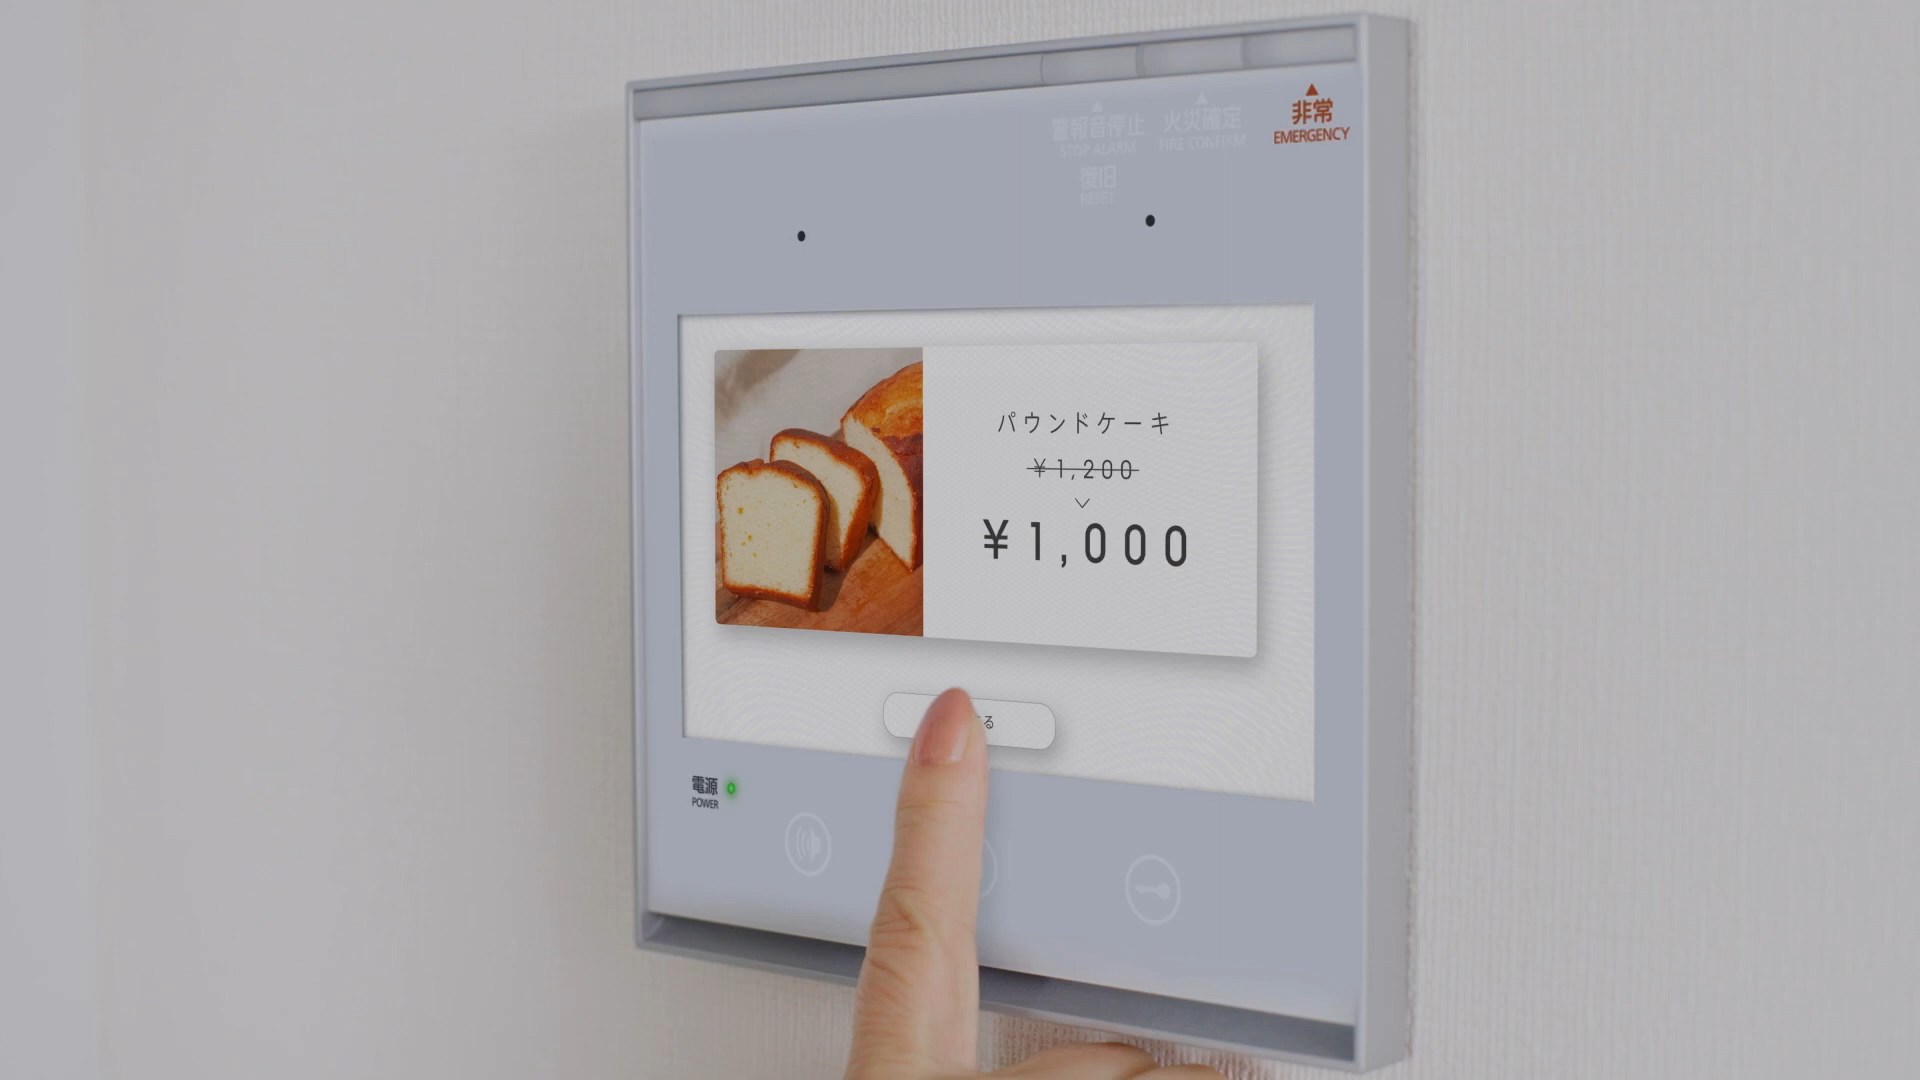 警報音停止
STOP ALARM
復旧
RESET
火災確定
FIRE CONFIRM
非常
EMERGENCY
パウンドケーキ
¥1,200
¥1,000
る
電源
POWER